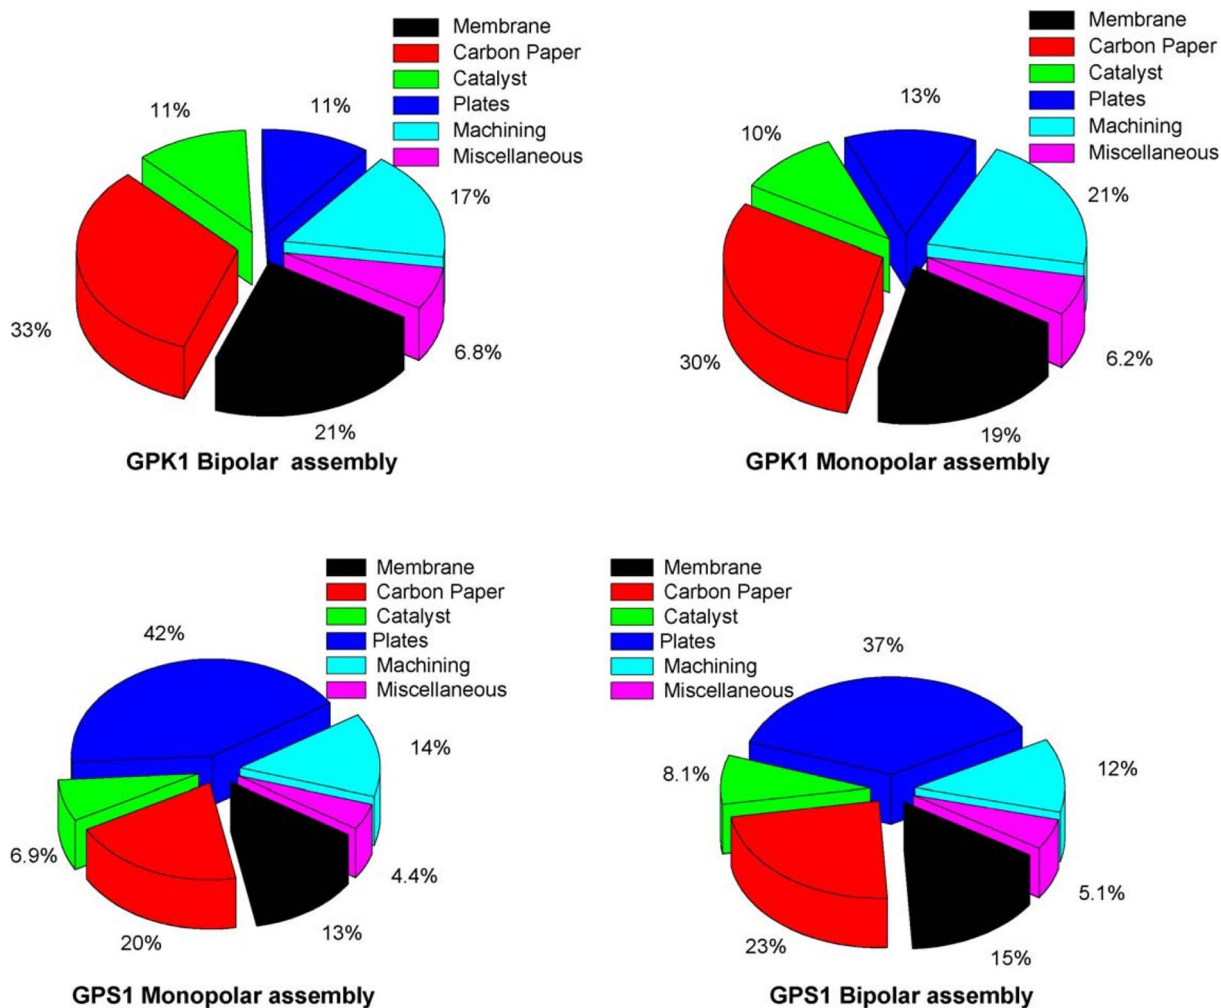 Membrane
Carbon Paper
Catalyst
Plates
Machining
Miscellaneous
11%
11%
17%
33%
6.8%
21%
GPK1 Bipolar  assembly
Membrane
Carbon Paper
Catalyst
Plates
Machining
Miscellaneous
13%
10%
21%
30%
6.2%
19%
GPK1 Monopolar assembly
Membrane
Carbon Paper
Catalyst
Plates
Machining
Miscellaneous
42%
14%
6.9%
4.4%
20%
13%
GPS1 Monopolar assembly
Membrane
Carbon Paper
Catalyst
Plates
Machining
Miscellaneous
37%
8.1%
12%
5.1%
23%
15%
GPS1 Bipolar assembly